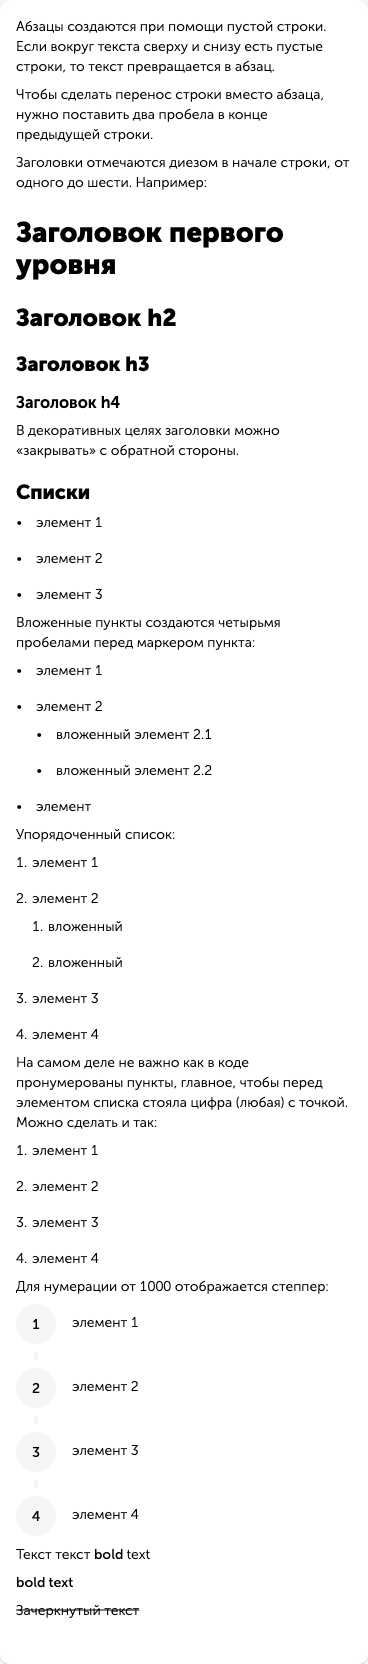 Абзацы создаются при помощи пустой строки.
Если вокруг текста сверху и снизу есть пустые
строки, то текст превращается в абзац.
Чтобы сделать перенос строки вместо абзаца,
нужно поставить два пробела в конце
предыдущей строки.
Заголовки отмечаются диезом в начале строки, от
одного до шести. Например:
Заголовок первого
уровня
Заголовок h2
Заголовок h3
Заголовок h4
В декоративных целях заголовки можно
«закрывать» с обратной стороны.
Списки
• элемент 1
• элемент 2
• элемент 3
Вложенные пункты создаются четырьмя
пробелами перед маркером пункта:
• элемент 1
• элемент 2
• вложенный элемент 2.1
• вложенный элемент 2.2
• элемент
Упорядоченный список:
1. элемент 1
2. элемент 2
1. вложенный
2. вложенный
3. элемент 3
4. элемент 4
На самом деле не важно как в коде
пронумерованы пункты, главное, чтобы перед
элементом списка стояла цифра (любая) с точкой.
Можно сделать и так:
1. элемент 1
2. элемент 2
3. элемент 3
4. элемент 4
Для нумерации от 1000 отображается степпер:
1 элемент 1
2 элемент 2
3 элемент 3
4 элемент 4
Текст текст bold text
bold text
Зачеркнутый текст